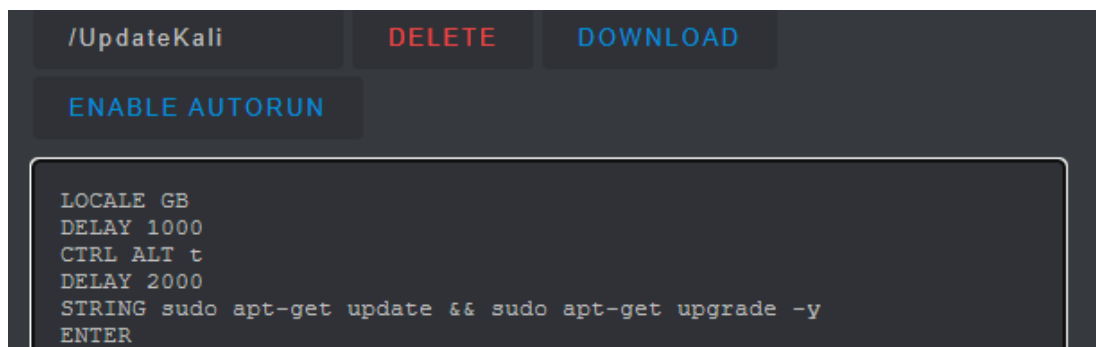 /UpdateKali DELETE DOWNLOAD
ENABLE AUTORUN
LOCALE GB
DELAY 1000
CTRL ALT t
DELAY 2000
STRING sudo apt-get update && sudo apt-get upgrade -y
ENTER